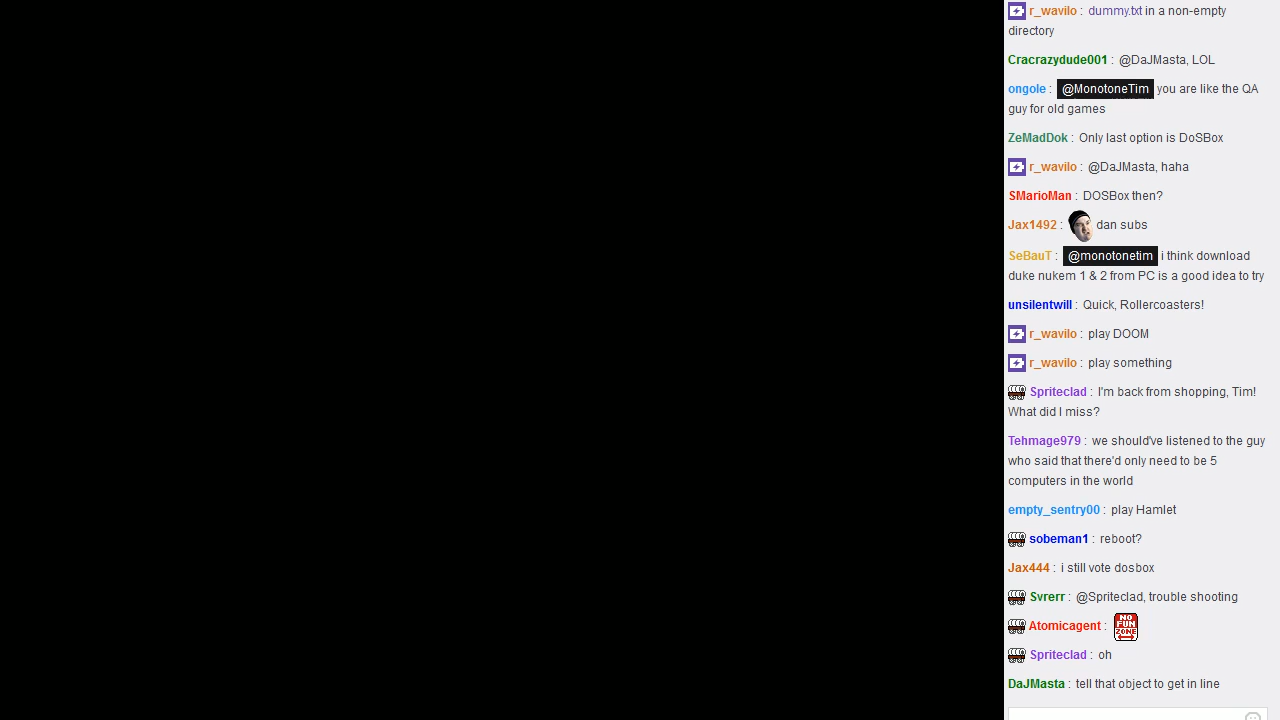 r_wavilo : dummy.txt in a non-empty
directory
Cracrazydude001 : @DaJMasta, LOL
ongole : @MonotoneTim you are like the QA
guy for old games
ZeMadDok : Only last option is DoSBox
r_wavilo : @DaJMasta, haha
SMarioMan : DOSBox then?
Jax1492 : dan subs
SeBauT : @monotonetim i think download
duke nukem 1 & 2 from PC is a good idea to try
unsilentwill : Quick, Rollercoasters!
r_wavilo : play DOOM
r_wavilo : play something
Spriteclad : I'm back from shopping, Tim!
What did I miss?
Tehmage979 : we should've listened to the guy
who said that there'd only need to be 5
computers in the world
empty_sentry00 : play Hamlet
sobeman1 : reboot?
Jax444 : i still vote dosbox
Svrerr : @Spriteclad, trouble shooting
Atomicagent : NO
FUN
ZONE
Spriteclad : oh
DaJMasta : tell that object to get in line